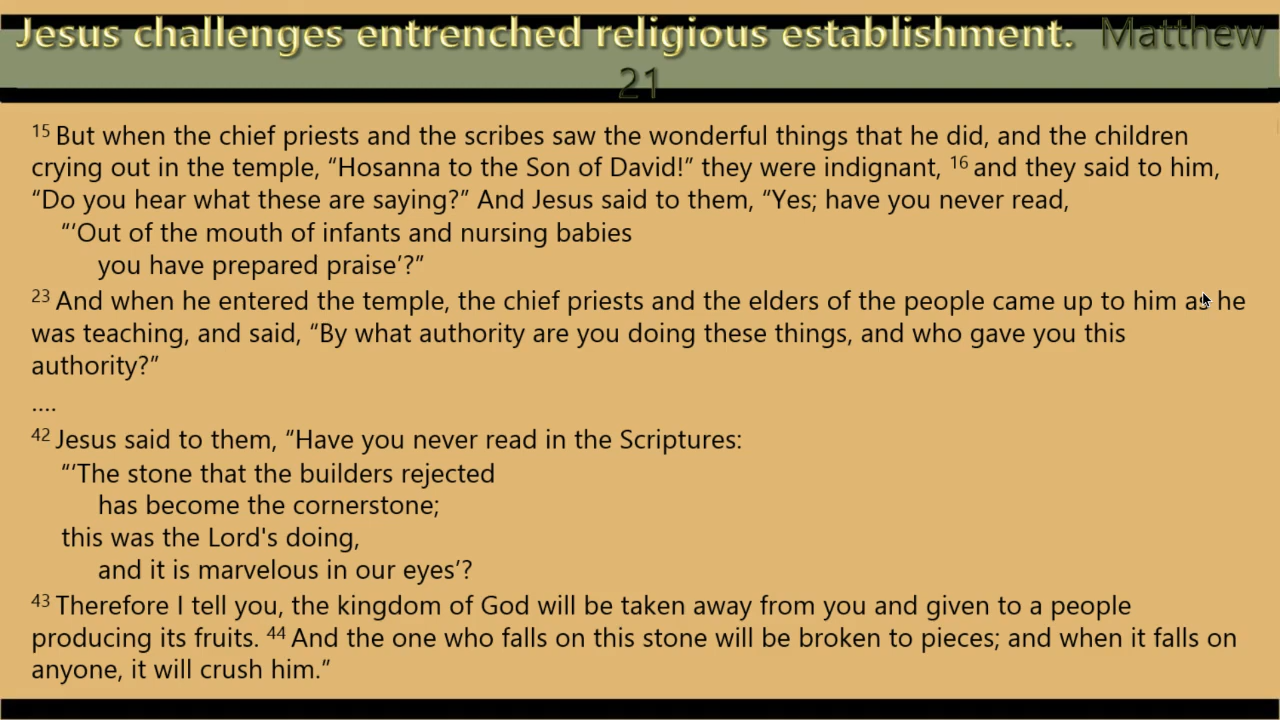 Jesus challenges entrenched religious establishment. Matthew
21
15 But when the chief priests and the scribes saw the wonderful things that he did, and the children
crying out in the temple, “Hosanna to the Son of David!” they were indignant, 16 and they said to him,
“Do you hear what these are saying?” And Jesus said to them, “Yes; have you never read,
“‘Out of the mouth of infants and nursing babies
you have prepared praise’?”
23 And when he entered the temple, the chief priests and the elders of the people came up to him as he
was teaching, and said, “By what authority are you doing these things, and who gave you this
authority?”
....
42 Jesus said to them, “Have you never read in the Scriptures:
“‘The stone that the builders rejected
has become the cornerstone;
this was the Lord's doing,
and it is marvelous in our eyes’?
43 Therefore I tell you, the kingdom of God will be taken away from you and given to a people
producing its fruits. 44 And the one who falls on this stone will be broken to pieces; and when it falls on
anyone, it will crush him.”